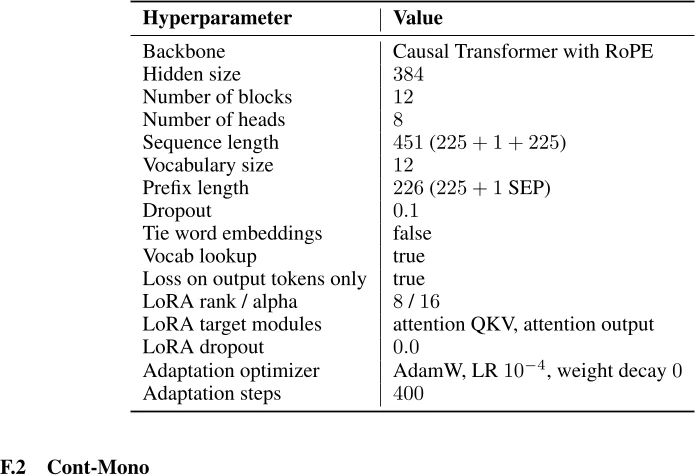 Hyperparameter Value
Backbone Causal Transformer with RoPE
Hidden size 384
Number of blocks 12
Number of heads 8
Sequence length 451 (225 + 1 + 225)
Vocabulary size 12
Prefix length 226 (225 + 1 SEP)
Dropout 0.1
Tie word embeddings false
Vocab lookup true
Loss on output tokens only true
LoRA rank / alpha 8 / 16
LoRA target modules attention QKV, attention output
LoRA dropout 0.0
Adaptation optimizer AdamW, LR 10⁻⁴, weight decay 0
Adaptation steps 400
F.2 Cont-Mono